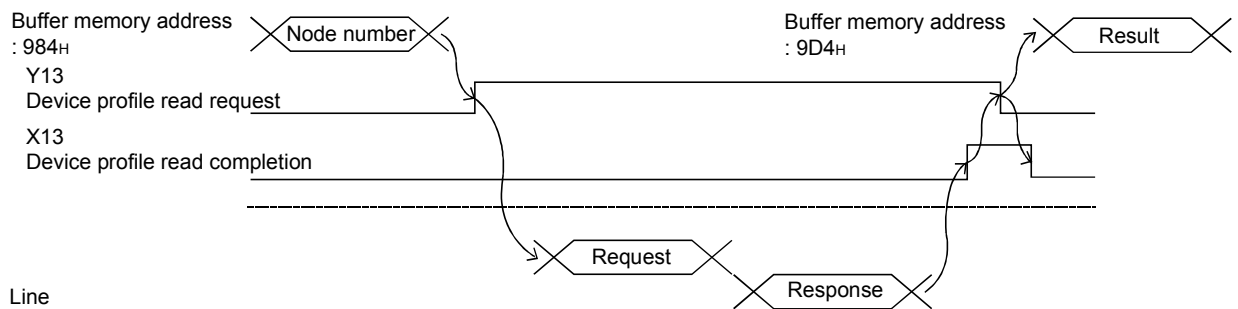 Buffer memory address
: 984H
Node number
Buffer memory address
: 9D4H
Result
Y13
Device profile read request
X13
Device profile read completion
Request
Response
Line